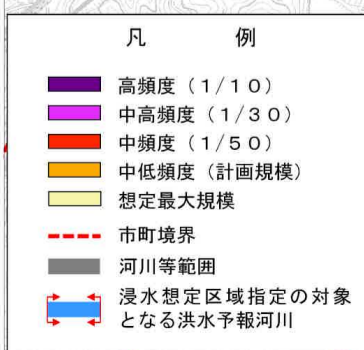 凡 例
高頻度（１/１０）
中高頻度（１/３０）
中頻度（１/５０）
中低頻度（計画規模）
想定最大規模
市町境界
河川等範囲
浸水想定区域指定の対象
となる洪水予報河川